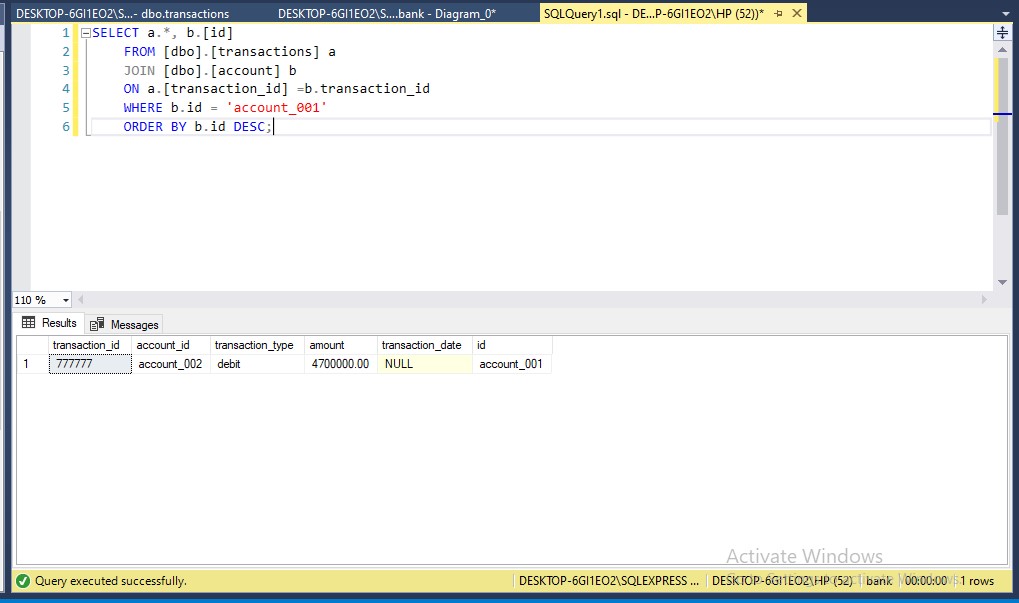 DESKTOP-6GI1EO2\S...- dbo.transactions DESKTOP-6GI1EO2\S....bank - Diagram_0* SQLQuery1.sql - DE...P-6GI1EO2\HP (52))*
1 SELECT a.*, b.[id]
2 FROM [dbo].[transactions] a
3 JOIN [dbo].[account] b
4 ON a.[transaction_id] =b.transaction_id
5 WHERE b.id = 'account_001'
6 ORDER BY b.id DESC;
110 %
Results Messages
transaction_id account_id transaction_type amount transaction_date id
1 777777 account_002 debit 4700000.00 NULL account_001
Activate Windows
Query executed successfully. DESKTOP-6GI1EO2\SQLEXPRESS ... DESKTOP-6GI1EO2\HP (52) bank 00:00:00 1 rows